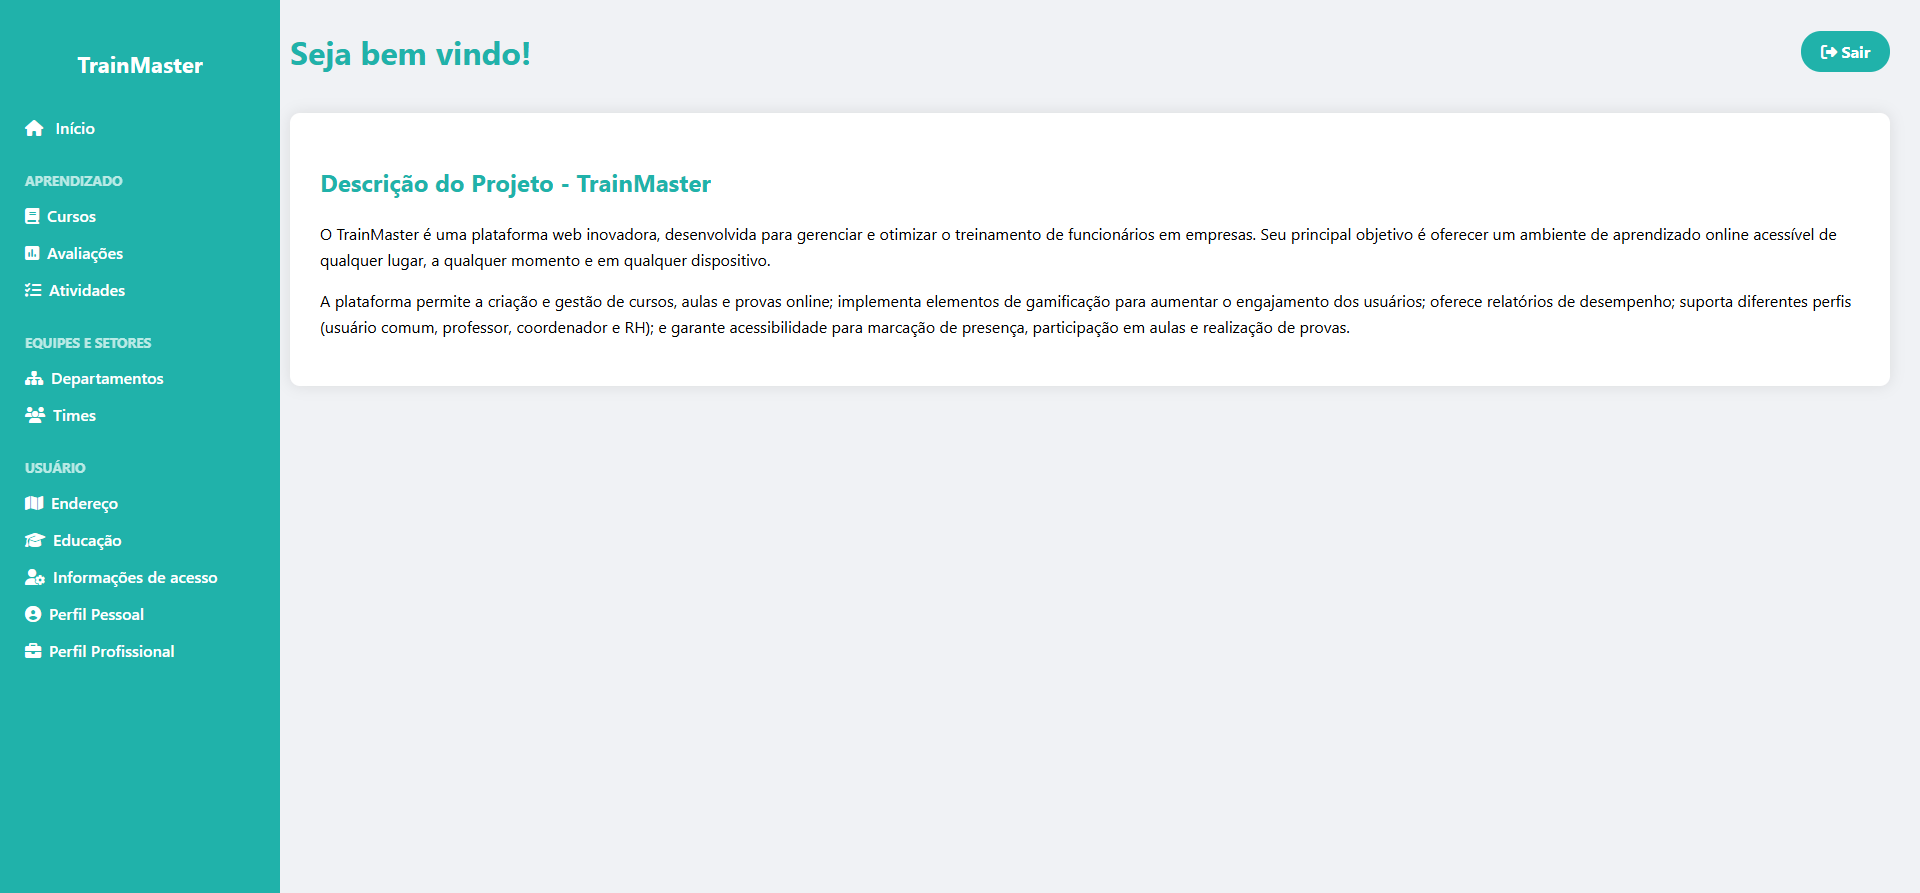 TrainMaster
Início
APRENDIZADO
Cursos
Avaliações
Atividades
EQUIPES E SETORES
Departamentos
Times
USUÁRIO
Endereço
Educação
Informações de acesso
Perfil Pessoal
Perfil Profissional
Seja bem vindo!
Sair
Descrição do Projeto - TrainMaster
O TrainMaster é uma plataforma web inovadora, desenvolvida para gerenciar e otimizar o treinamento de funcionários em empresas. Seu principal objetivo é oferecer um ambiente de aprendizado online acessível de
qualquer lugar, a qualquer momento e em qualquer dispositivo.
A plataforma permite a criação e gestão de cursos, aulas e provas online; implementa elementos de gamificação para aumentar o engajamento dos usuários; oferece relatórios de desempenho; suporta diferentes perfis
(usuário comum, professor, coordenador e RH); e garante acessibilidade para marcação de presença, participação em aulas e realização de provas.